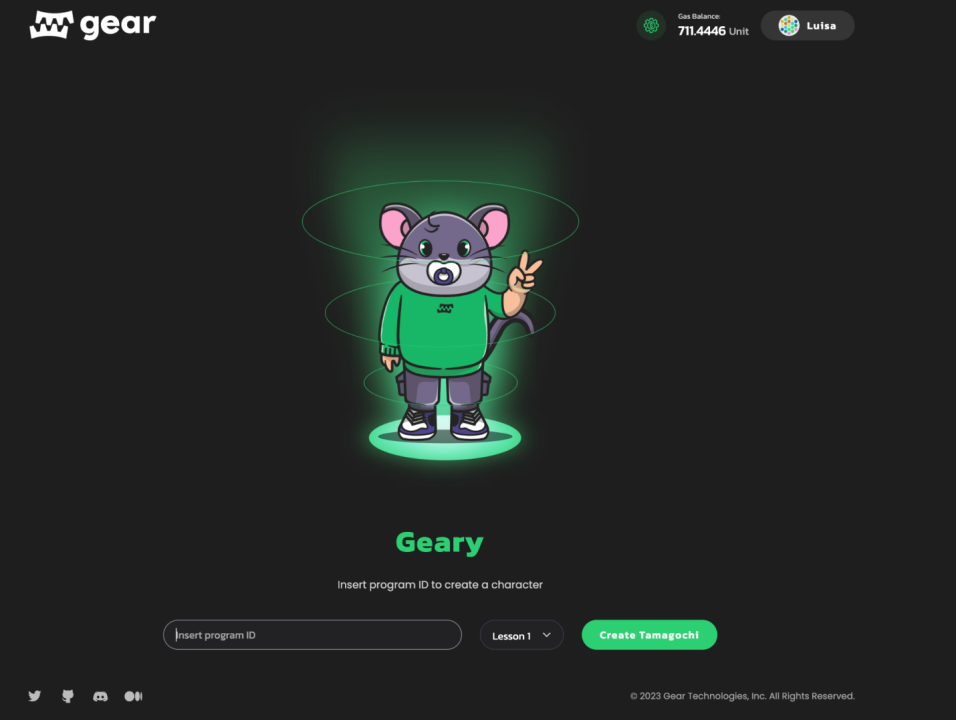 gear
Gas Balance:
711.4446 Unit
Luisa
Geary
Insert program ID to create a character
Insert program ID
Lesson 1
Create Tamagochi
© 2023 Gear Technologies, Inc. All Rights Reserved.